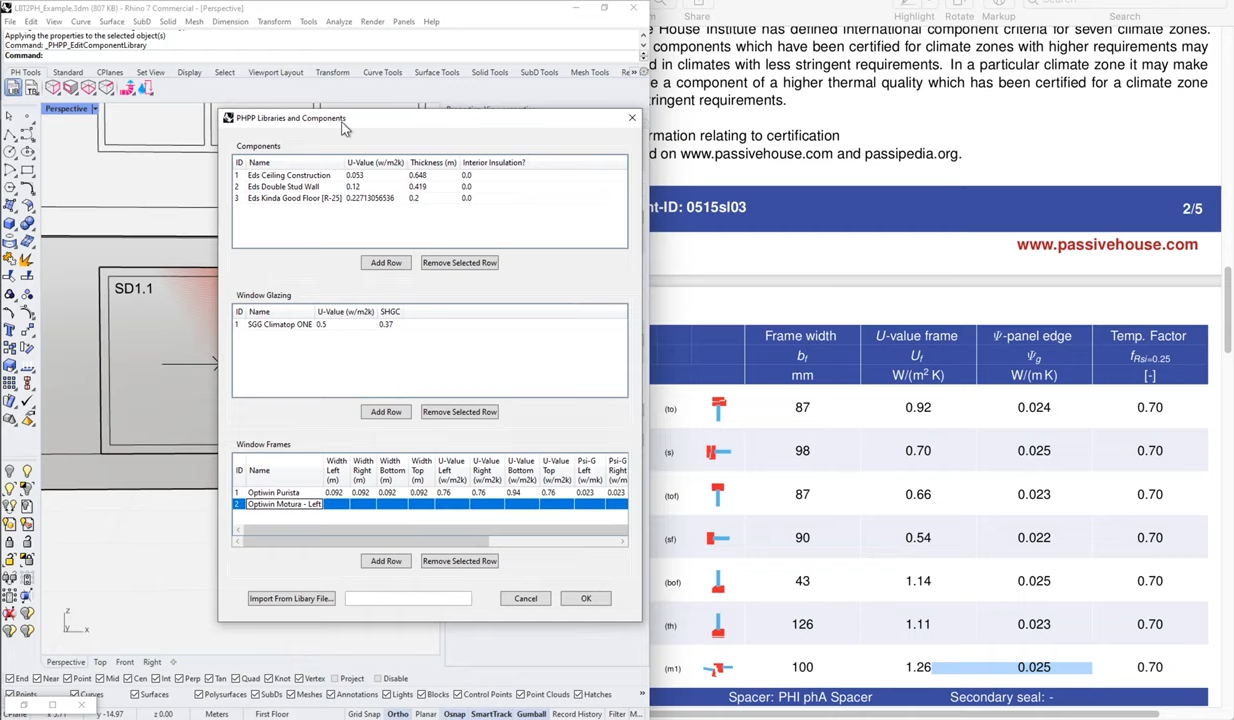 LBT2PH_Example.3dm (807 KB) - Rhino 7 Commercial - [Perspective]
File Edit View Curve Surface SubD Solid Mesh Dimension Transform Tools Analyze Render Panels Help
Applying the properties to the selected object(s)
Command: _PHPP_EditComponentLibrary
Command:
PH Tools Standard CPlanes Set View Display Select Viewport Layout Transform Curve Tools Surface Tools Solid Tools SubD Tools Mesh Tools Re
Perspective
SD1.1
PHPP Libraries and Components
Components
ID Name U-Value (w/m2k) Thickness (m) Interior Insulation?
1 Eds Ceiling Construction 0.053 0.648 0.0
2 Eds Double Stud Wall 0.12 0.419 0.0
3 Eds Kinda Good Floor [R-25] 0.22713056536 0.2 0.0
Add Row Remove Selected Row
Window Glazing
ID Name U-Value (w/m2k) SHGC
1 SGG Climatop ONE 0.5 0.37
Add Row Remove Selected Row
Window Frames
ID Name Width Left (m) Width Right (m) Width Bottom (m) Width Top (m) U-Value Left (w/m2k) U-Value Right (w/m2k) U-Value Bottom (w/m2k) U-Value Top (w/m2k) Psi-G Left (w/mk) Psi-G Right (w/mk)
1 Optiwin Purista 0.092 0.092 0.092 0.092 0.76 0.76 0.94 0.76 0.023 0.023
2 Optiwin Motura - Left
Add Row Remove Selected Row
Import From Libary File... Cancel OK
z
x
Perspective Top Front Right
End Near Point Mid Cen Int Perp Tan Quad Knot Vertex Project Disable
Points Curves Surfaces Polysurfaces SubDs Meshes Annotations Lights Blocks Control Points Point Clouds Hatches
CPlane x 5.71 y -14.97 z 0.00 Meters First Floor Grid Snap Ortho Planar Osnap SmartTrack Gumball Record History Filter
Share Highlight Rotate Markup Search
e House Institute has defined international component criteria for seven climate zones.
components which have been certified for climate zones with higher requirements may
d in climates with less stringent requirements. In a particular climate zone it may make
e a component of a higher thermal quality which has been certified for a climate zone
tringent requirements.
ormation relating to certification
d on www.passivehouse.com and passipedia.org.
nt-ID: 0515sl03 2/5
www.passivehouse.com
Frame width U-value frame Ψ-panel edge Temp. Factor
bf Uf Ψg fRsi=0.25
mm W/(m² K) W/(m K) [-]
(to) 87 0.92 0.024 0.70
(s) 98 0.70 0.025 0.70
(tof) 87 0.66 0.023 0.70
(sf) 90 0.54 0.022 0.70
(bof) 43 1.14 0.025 0.70
(th) 126 1.11 0.023 0.70
(m1) 100 1.26 0.025 0.70
Spacer: PHI phA Spacer Secondary seal: -